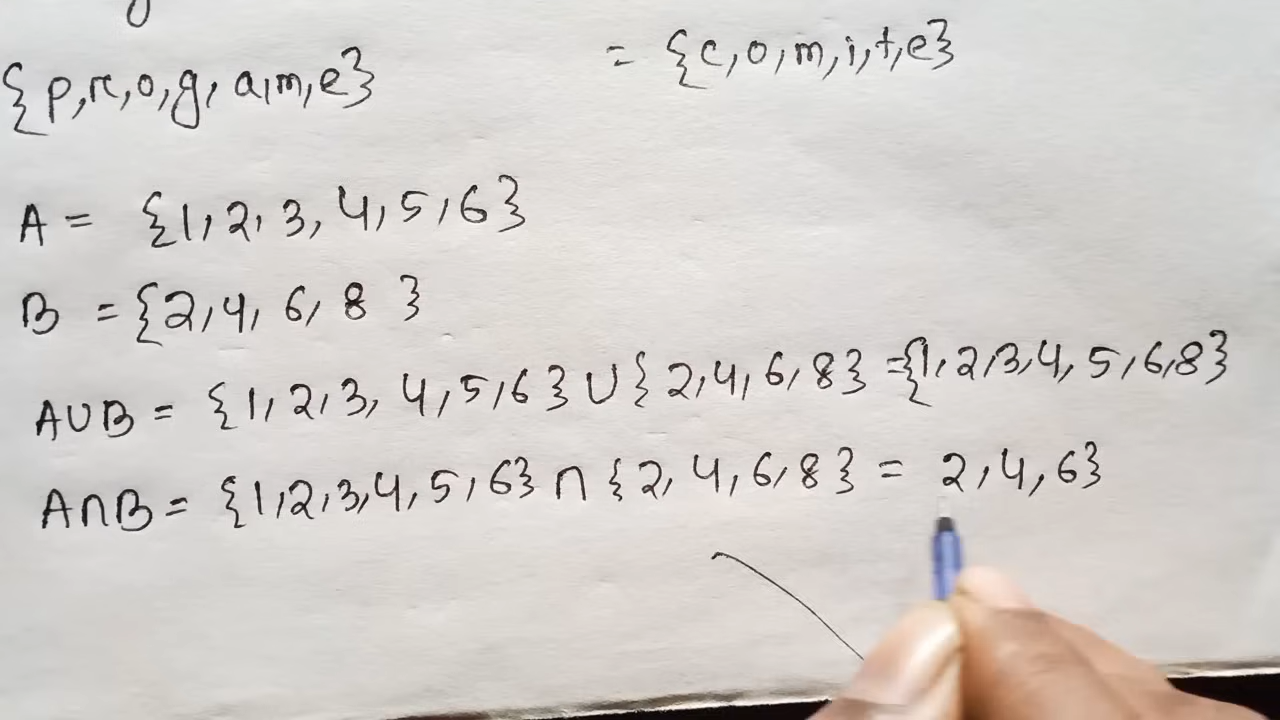 {p,r,o,g,a,m,e} = {c,o,m,i,t,e}
A = {1,2,3,4,5,6}
B = {2,4,6,8 }
A∪B = {1,2,3,4,5,6} ∪ {2,4,6,8} = {1,2,3,4,5,6,8}
A∩B = {1,2,3,4,5,6} ∩ {2,4,6,8} = 2,4,6}